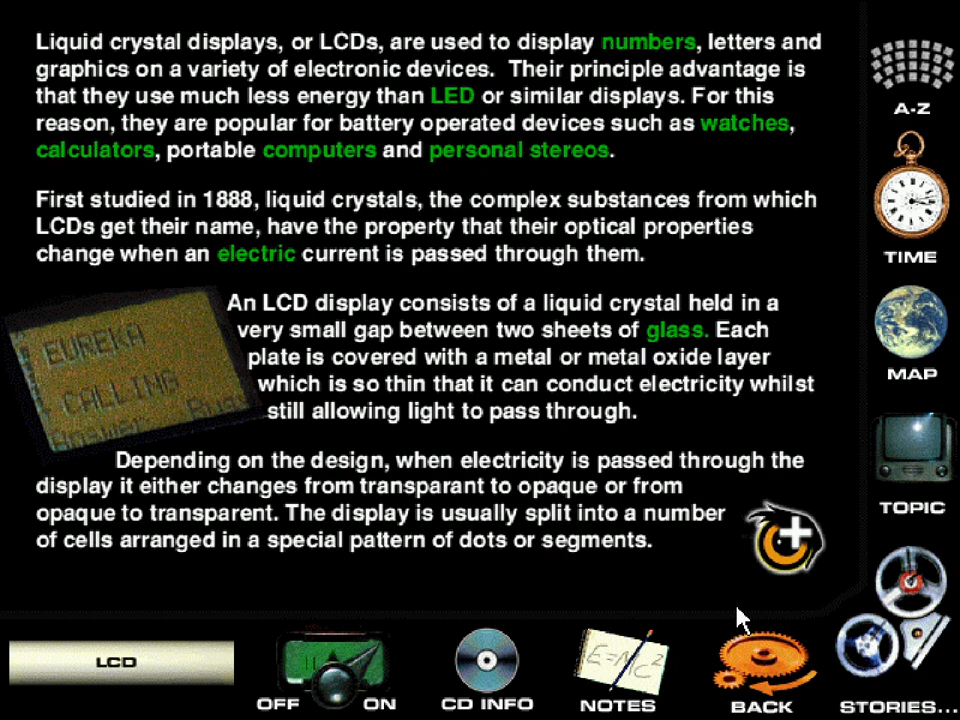 Liquid crystal displays, or LCDs, are used to display numbers, letters and
graphics on a variety of electronic devices.  Their principle advantage is
that they use much less energy than LED or similar displays. For this
reason, they are popular for battery operated devices such as watches,
calculators, portable computers and personal stereos.
First studied in 1888, liquid crystals, the complex substances from which
LCDs get their name, have the property that their optical properties
change when an electric current is passed through them.
An LCD display consists of a liquid crystal held in a
very small gap between two sheets of glass. Each
plate is covered with a metal or metal oxide layer
which is so thin that it can conduct electricity whilst
still allowing light to pass through.
EUREKA
CALLING
Answer
Depending on the design, when electricity is passed through the
display it either changes from transparant to opaque or from
opaque to transparent. The display is usually split into a number
of cells arranged in a special pattern of dots or segments.
A-Z
TIME
MAP
TOPIC
LCD
OFF
ON
CD INFO
E=MC²
NOTES
BACK
STORIES...